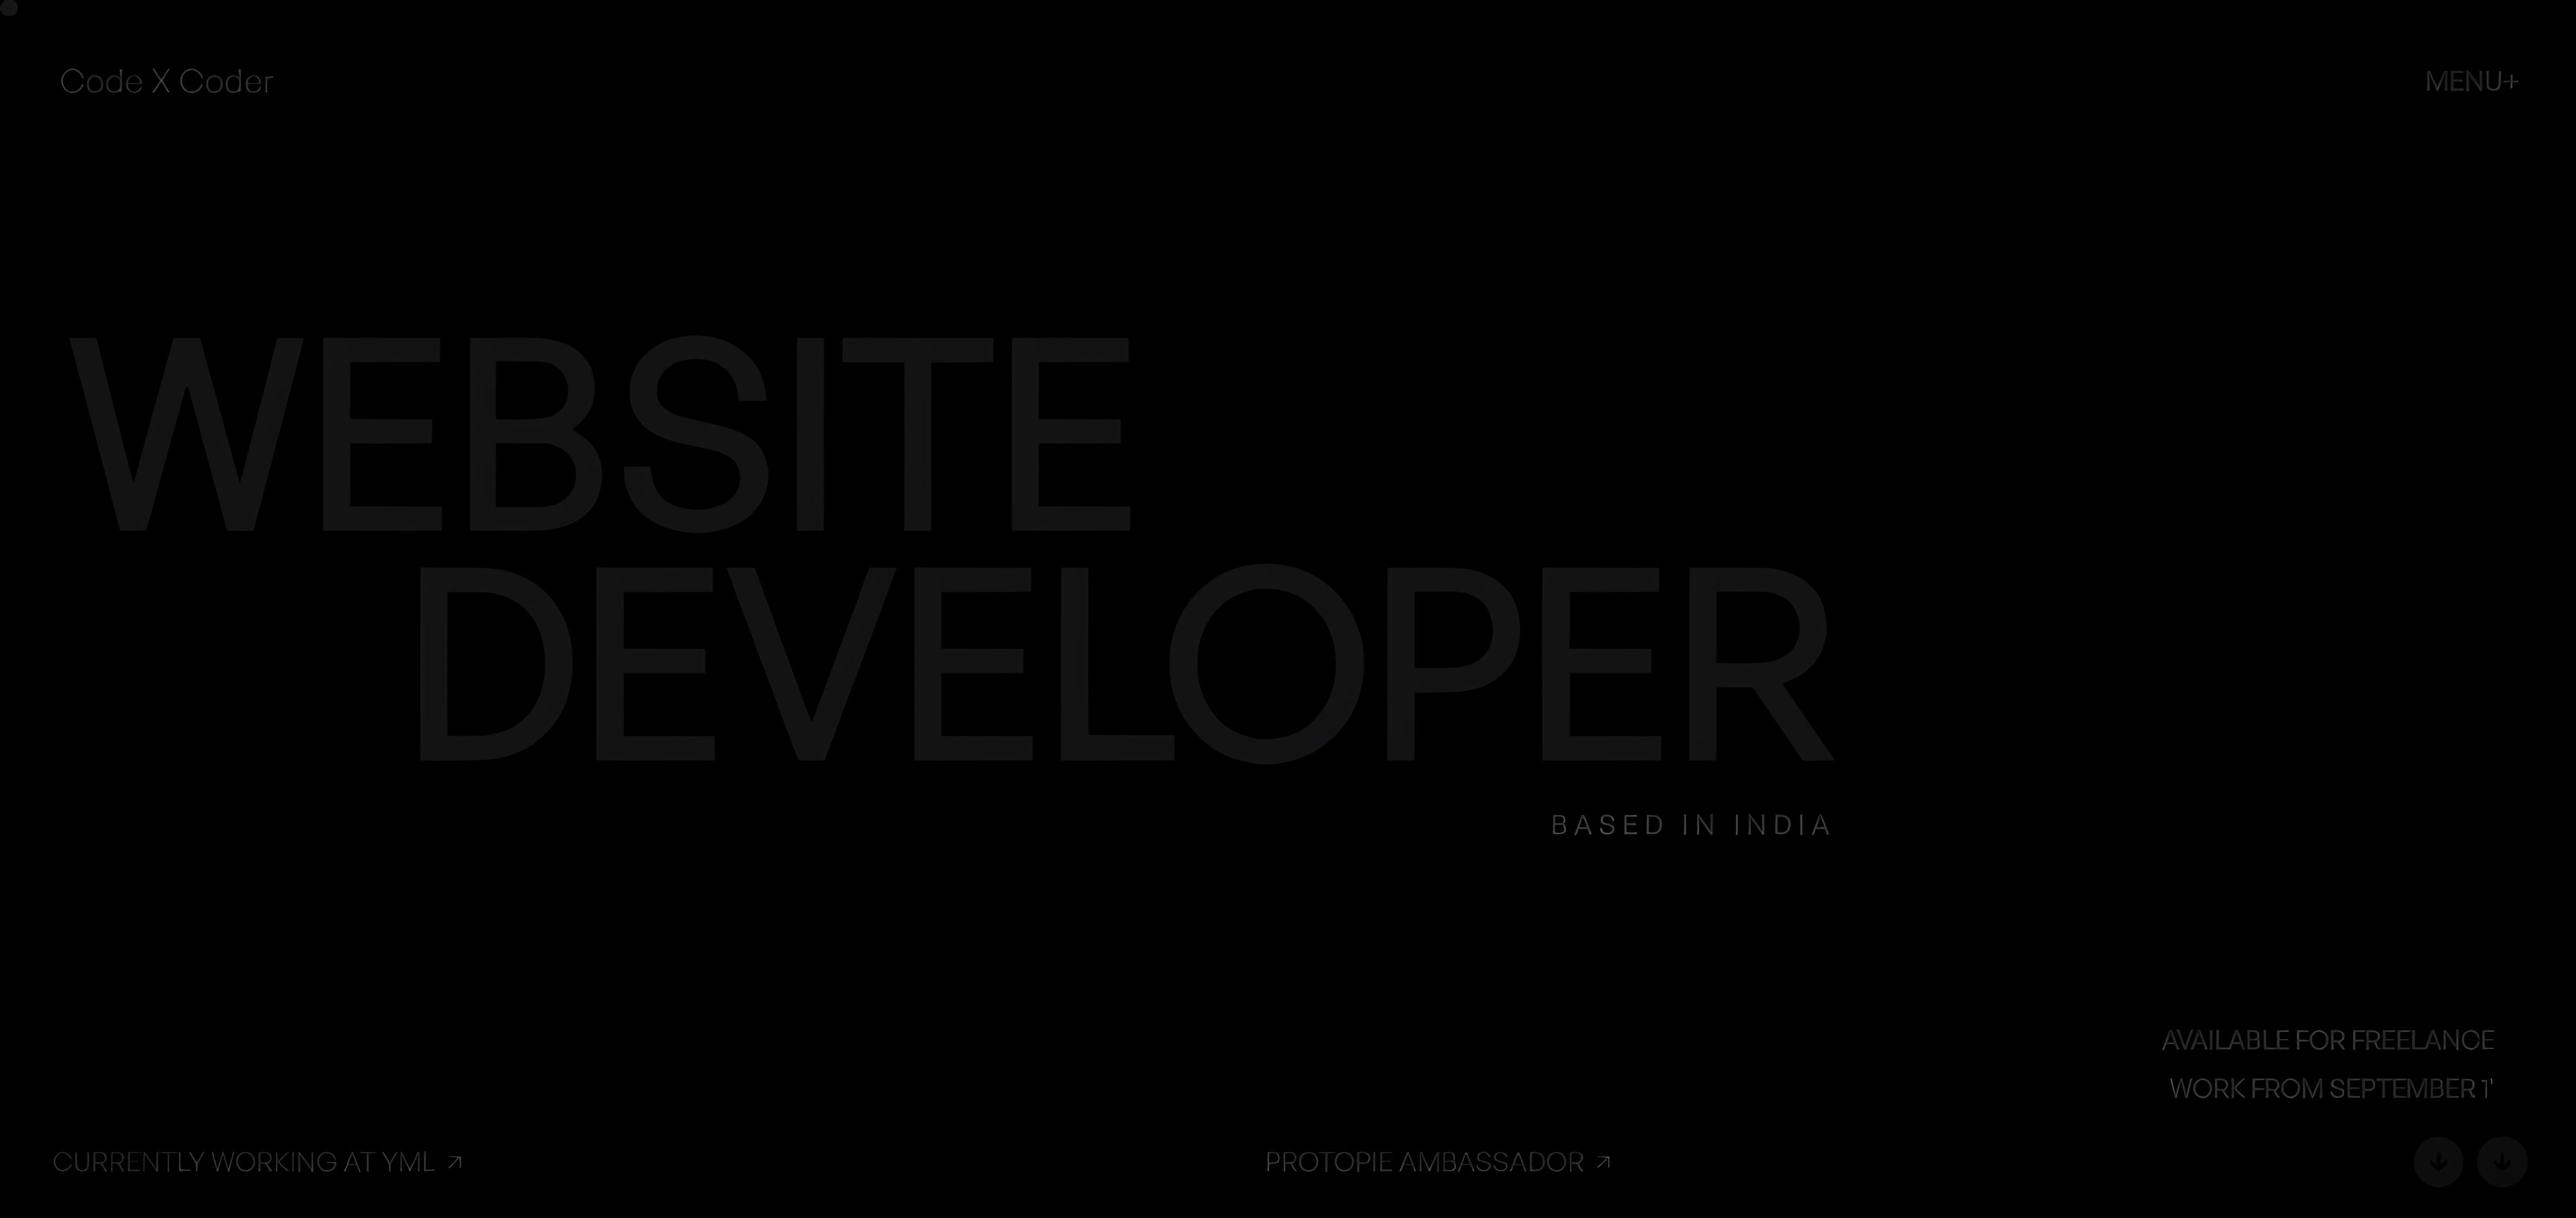 Code X Coder
MENU+
WEBSITE
DEVELOPER
BASED IN INDIA
AVAILABLE FOR FREELANCE
WORK FROM SEPTEMBER 1'
CURRENTLY WORKING AT YML ↗
PROTOPIE AMBASSADOR ↗